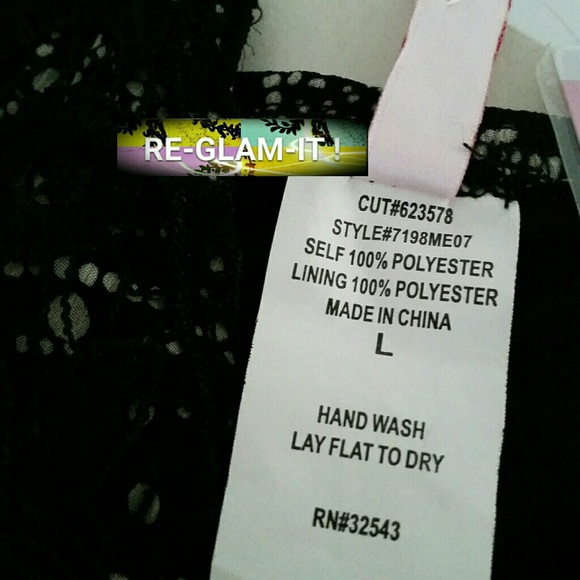 RE-GLAM-IT !
CUT#623578
STYLE#7198ME07
SELF 100% POLYESTER
LINING 100% POLYESTER
MADE IN CHINA
L
HAND WASH
LAY FLAT TO DRY
RN#32543